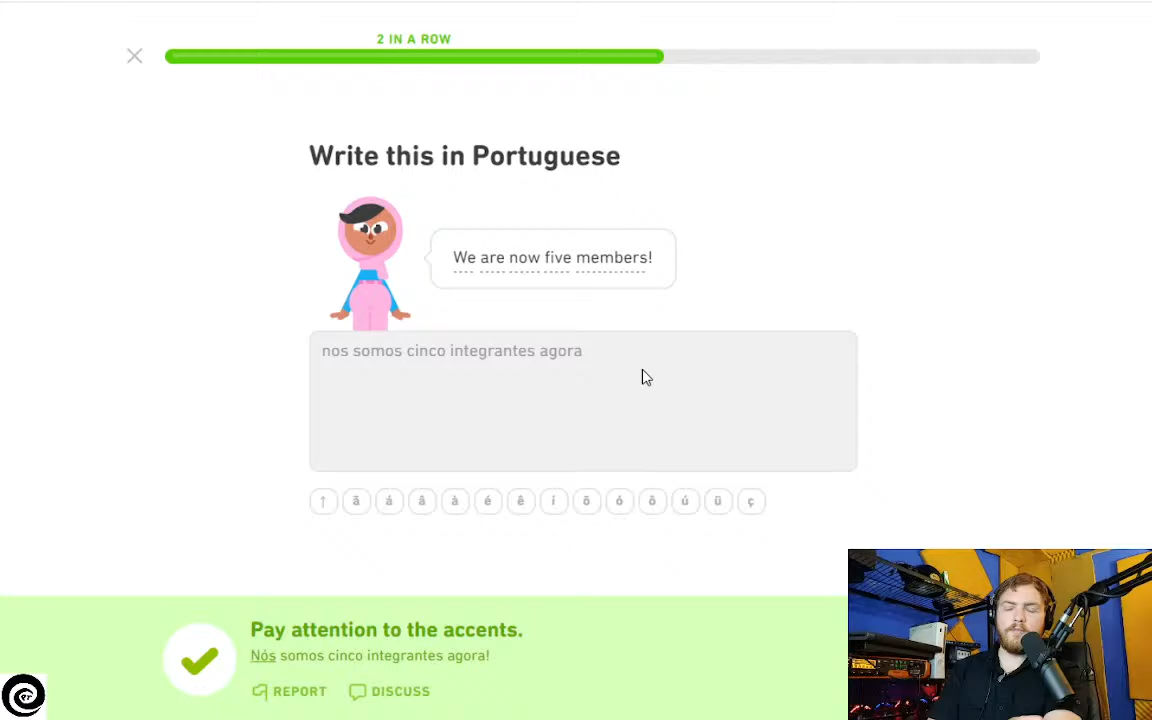 2 IN A ROW
Write this in Portuguese
We are now five members!
nos somos cinco integrantes agora
↑ ã á â à é ê í õ ó ô ú ü ç
Pay attention to the accents.
Nós somos cinco integrantes agora!
REPORT DISCUSS